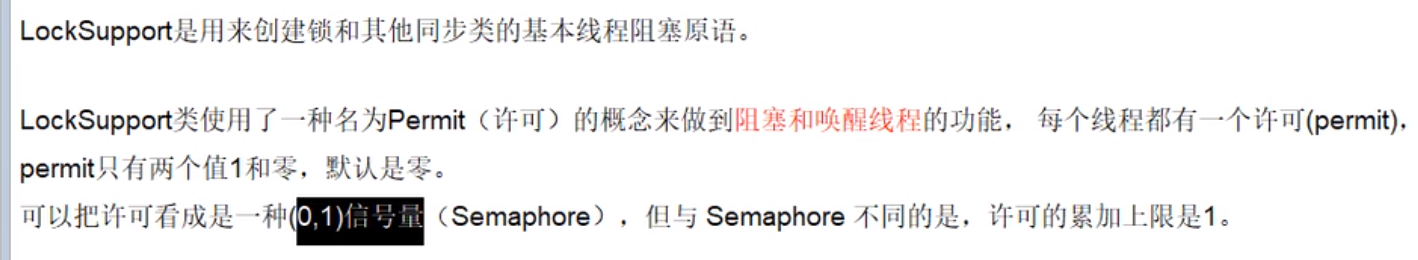 LockSupport是用来创建锁和其他同步类的基本线程阻塞原语。
LockSupport类使用了一种名为Permit（许可）的概念来做到阻塞和唤醒线程的功能， 每个线程都有一个许可(permit)，
permit只有两个值1和零，默认是零。
可以把许可看成是一种(0,1)信号量（Semaphore），但与 Semaphore 不同的是，许可的累加上限是1。